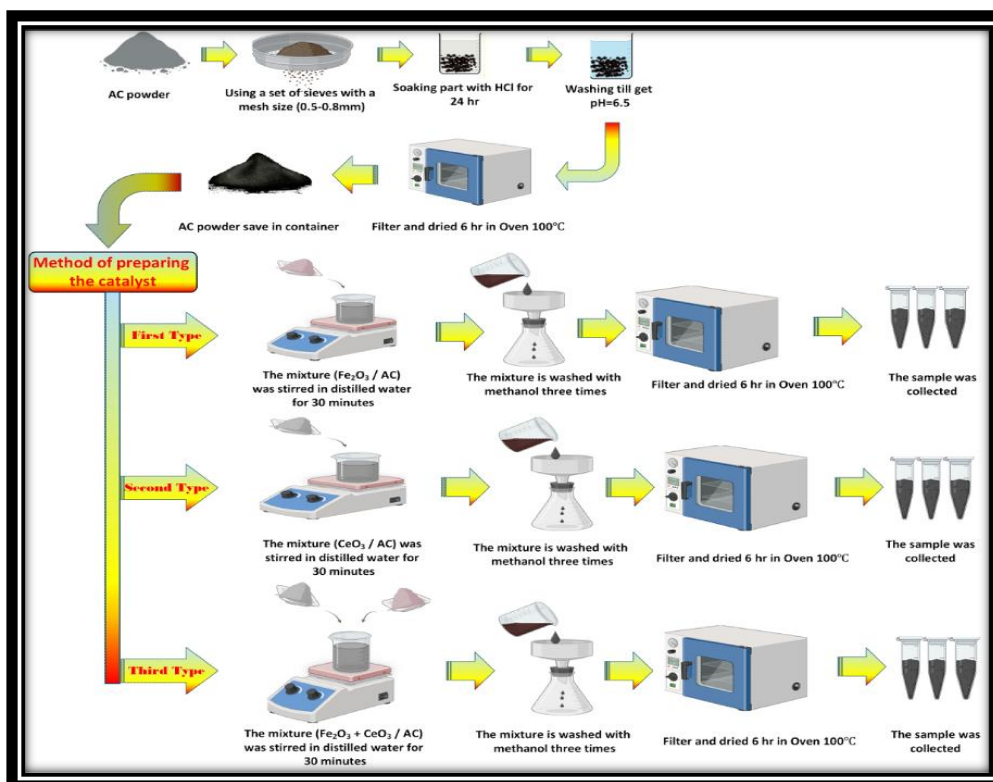 AC powder
Using a set of sieves with a
mesh size (0.5-0.8mm)
Soaking part with HCl for
24 hr
Washing till get
pH=6.5
AC powder save in container
Filter and dried 6 hr in Oven 100℃
Method of preparing
the catalyst
First Type
The mixture (Fe₂O₃ / AC)
was stirred in distilled water
for 30 minutes
The mixture is washed with
methanol three times
Filter and dried 6 hr in Oven 100℃
The sample was
collected
Second Type
The mixture (CeO₃ / AC) was
stirred in distilled water for
30 minutes
The mixture is washed with
methanol three times
Filter and dried 6 hr in Oven 100℃
The sample was
collected
Third Type
The mixture (Fe₂O₃ + CeO₃ / AC)
was stirred in distilled water for
30 minutes
The mixture is washed with
methanol three times
Filter and dried 6 hr in Oven 100℃
The sample was
collected